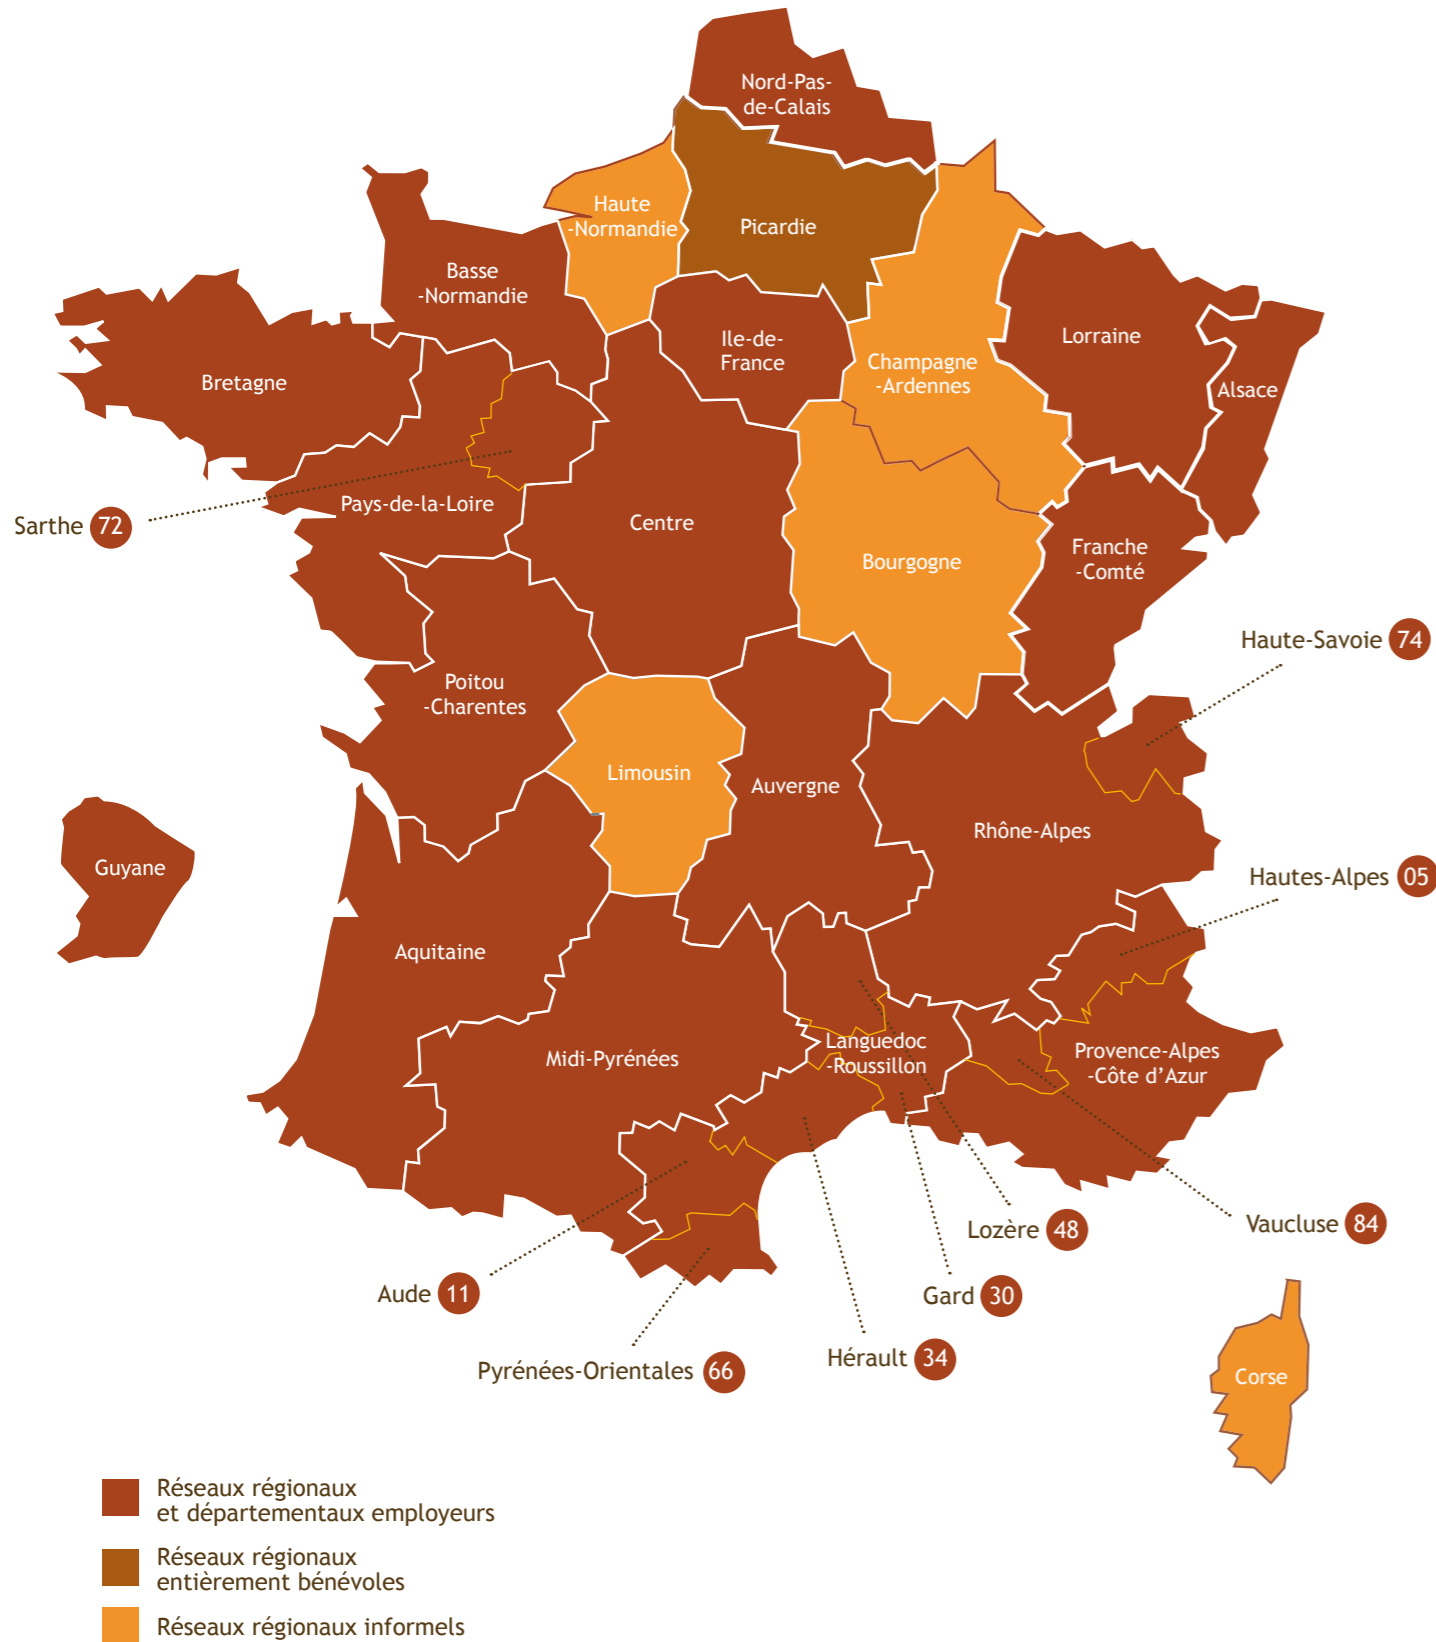 Nord-Pas-
de-Calais
Haute
-Normandie
Picardie
Basse
-Normandie
Ile-de-
France
Champagne
-Ardennes
Lorraine
Alsace
Bretagne
Pays-de-la-Loire
Sarthe 72
Centre
Bourgogne
Franche
-Comté
Haute-Savoie 74
Poitou
-Charentes
Limousin
Auvergne
Rhône-Alpes
Guyane
Hautes-Alpes 05
Aquitaine
Midi-Pyrénées
Languedoc
-Roussillon
Provence-Alpes
-Côte d’Azur
Lozère 48
Vaucluse 84
Aude 11
Gard 30
Hérault 34
Pyrénées-Orientales 66
Corse
Réseaux régionaux
et départementaux employeurs
Réseaux régionaux
entièrement bénévoles
Réseaux régionaux informels